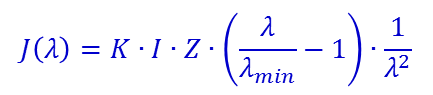 J(λ) = K · I · Z · (λ/λ_min − 1) · 1/λ²